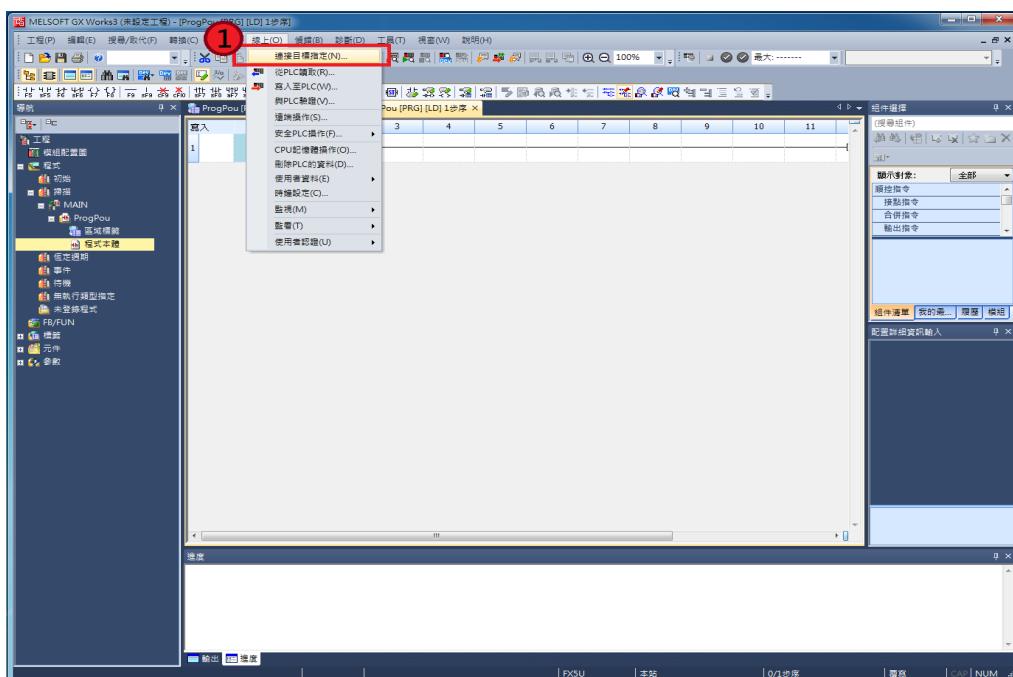 MELSOFT GX Works3 (未設定工程) - [ProgPou [PRG] [LD] 1步序]
工程(P) 編輯(E) 搜尋/取代(F) 轉換(C) 線上(O) 偵錯(B) 診斷(D) 工具(T) 視窗(W) 說明(H)
1
100%
最大: -------
連接目標指定(N)...
從PLC讀取(R)...
寫入至PLC(W)...
與PLC驗證(V)...
遠端操作(S)...
安全PLC操作(F)...
CPU記憶體操作(O)...
刪除PLC的資料(D)...
使用者資料(E)
時鐘設定(C)...
監視(M)
監看(T)
使用者認證(U)
導航
工程
模組配置圖
程式
初始
掃描
MAIN
ProgPou
區域標籤
程式本體
恆定週期
事件
待機
無執行類型指定
未登錄程式
FB/FUN
標籤
元件
參數
ProgPou [PRG] [LD] 1步序
寫入
3 4 5 6 7 8 9 10 11
1
組件選擇
(搜尋組件)
顯示對象: 全部
順控指令
接點指令
合併指令
輸出指令
組件清單 我的最... 履歷 模組
配置詳細資訊輸入
進度
輸出 進度
FX5U 本站 0/1步序 覆寫 CAP NUM